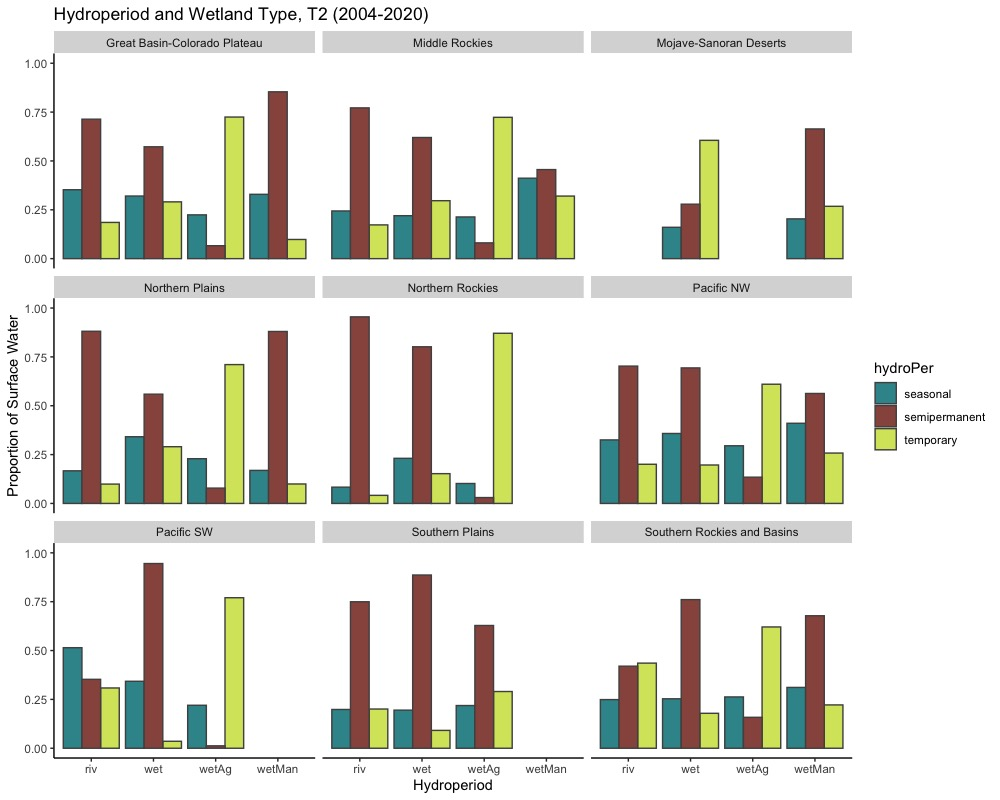 Hydroperiod and Wetland Type, T2 (2004-2020)
Great Basin-Colorado Plateau
Middle Rockies
Mojave-Sanoran Deserts
1.00
0.75
0.50
0.25
0.00
Northern Plains
Northern Rockies
Pacific NW
1.00
0.75
0.50
0.25
0.00
Pacific SW
Southern Plains
Southern Rockies and Basins
1.00
0.75
0.50
0.25
0.00
riv wet wetAg wetMan
riv wet wetAg wetMan
riv wet wetAg wetMan
Hydroperiod
Proportion of Surface Water
hydroPer
seasonal
semipermanent
temporary